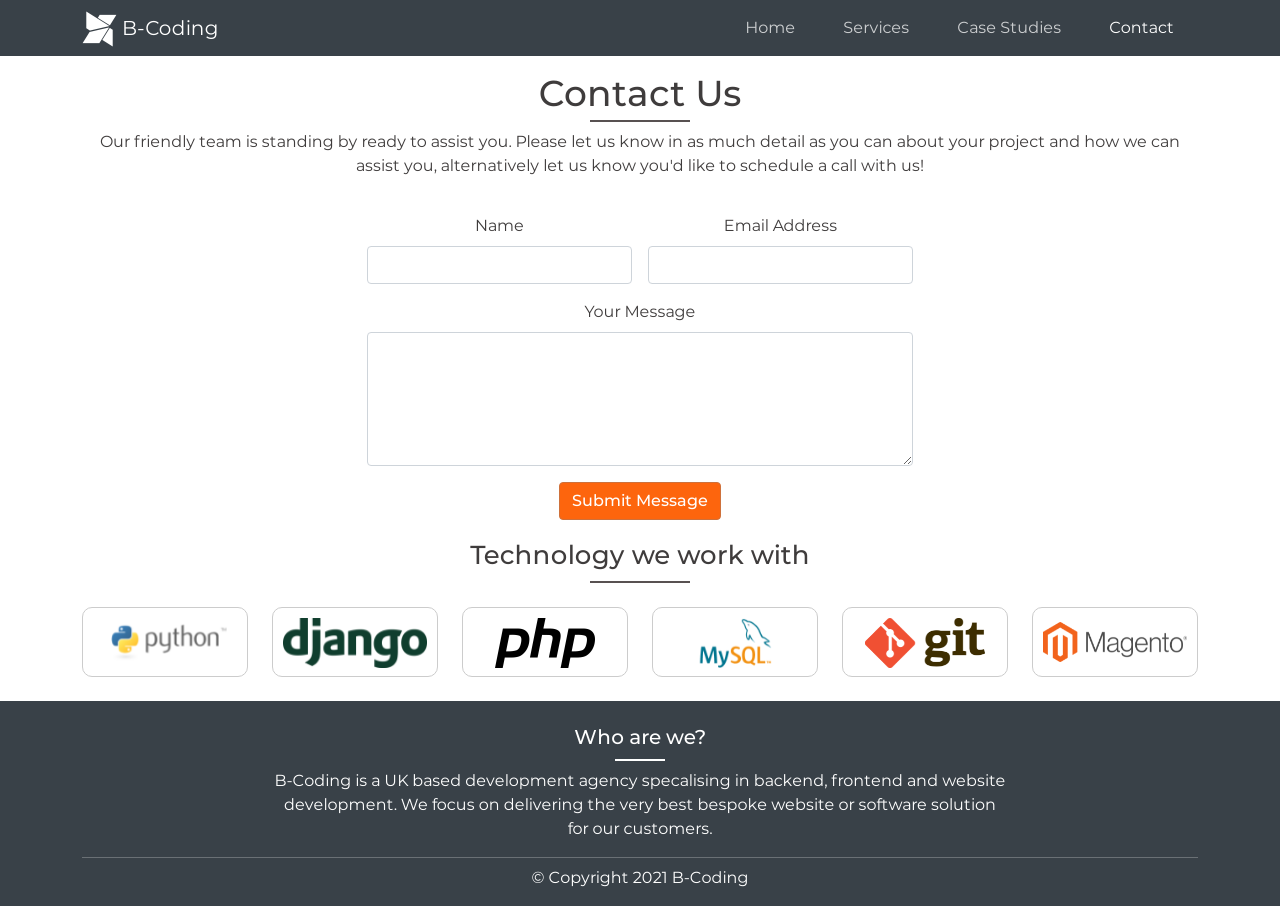 B-Coding
Home
Services
Case Studies
Contact
Contact Us
Our friendly team is standing by ready to assist you. Please let us know in as much detail as you can about your project and how we can
assist you, alternatively let us know you'd like to schedule a call with us!
Name
Email Address
Your Message
Submit Message
Technology we work with
python™
django
php
MySQL™
git
Magento
Who are we?
B-Coding is a UK based development agency specalising in backend, frontend and website
development. We focus on delivering the very best bespoke website or software solution
for our customers.
© Copyright 2021 B-Coding